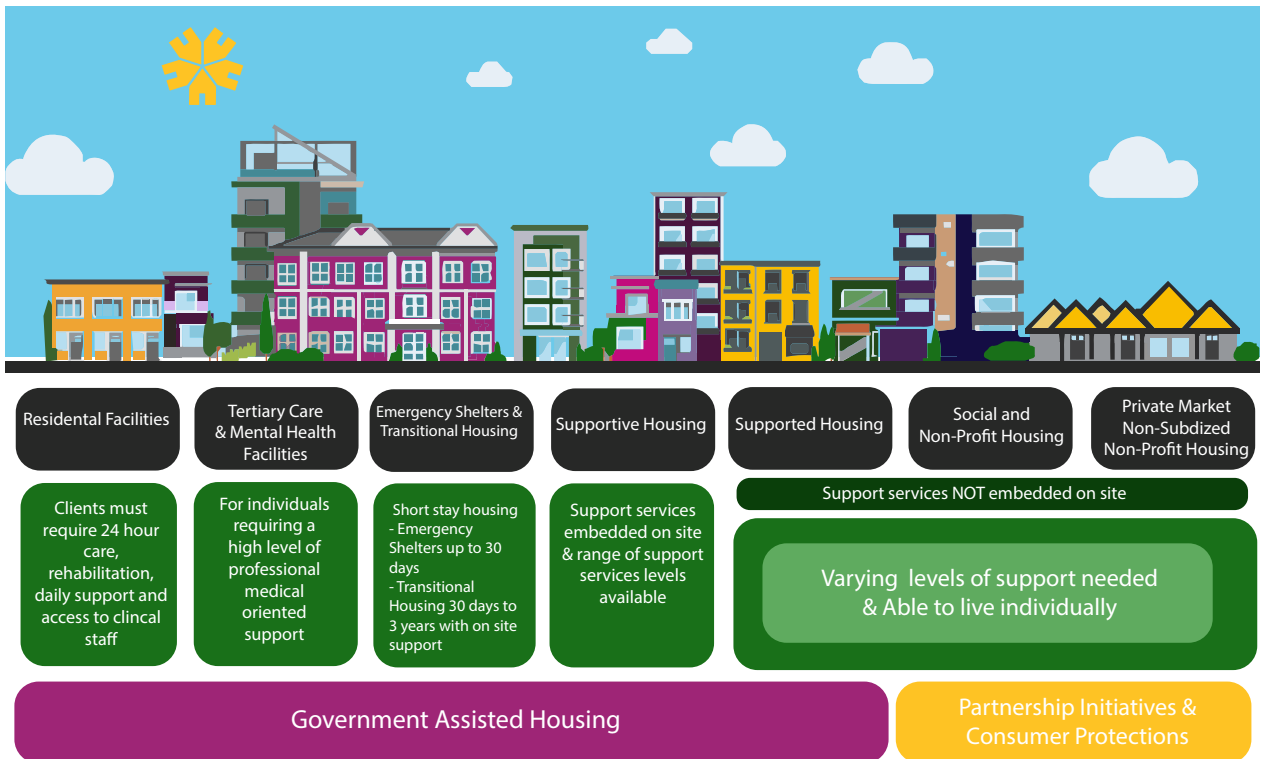 Residental Facilities
Tertiary Care
& Mental Health
Facilities
Emergency Shelters &
Transitional Housing
Supportive Housing
Supported Housing
Social and
Non-Profit Housing
Private Market
Non-Subdized
Non-Profit Housing
Clients must
require 24 hour
care,
rehabilitation,
daily support and
access to clincal
staff
For individuals
requiring a
high level of
professional
medical
oriented
support
Short stay housing
- Emergency
Shelters up to 30
days
- Transitional
Housing 30 days to
3 years with on site
support
Support services
embedded on site
& range of support
services levels
available
Support services NOT embedded on site
Varying levels of support needed
& Able to live individually
Government Assisted Housing
Partnership Initiatives &
Consumer Protections